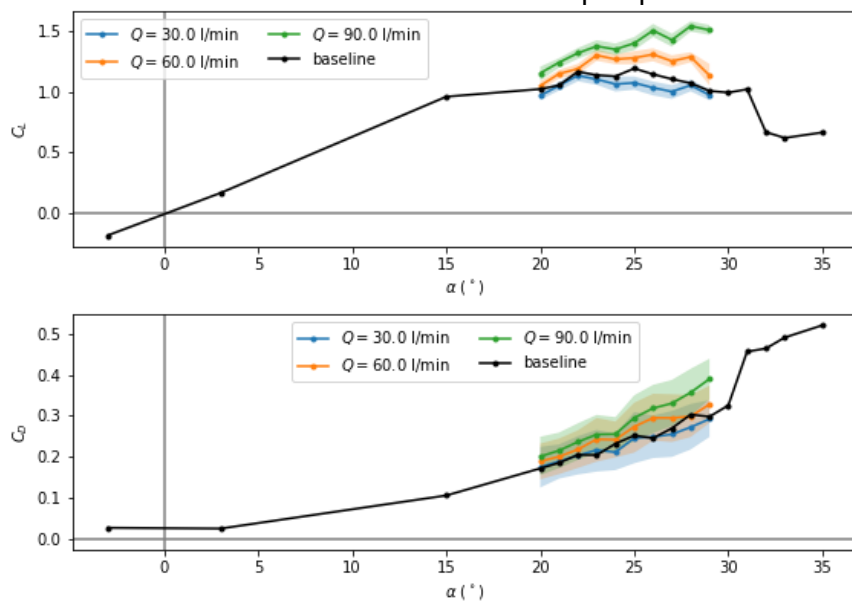 Q = 30.0 l/min
Q = 60.0 l/min
Q = 90.0 l/min
baseline
1.5
1.0
0.5
0.0
C_L
0 5 10 15 20 25 30 35
α (°)
Q = 30.0 l/min
Q = 60.0 l/min
Q = 90.0 l/min
baseline
0.5
0.4
0.3
0.2
0.1
0.0
C_D
0 5 10 15 20 25 30 35
α (°)